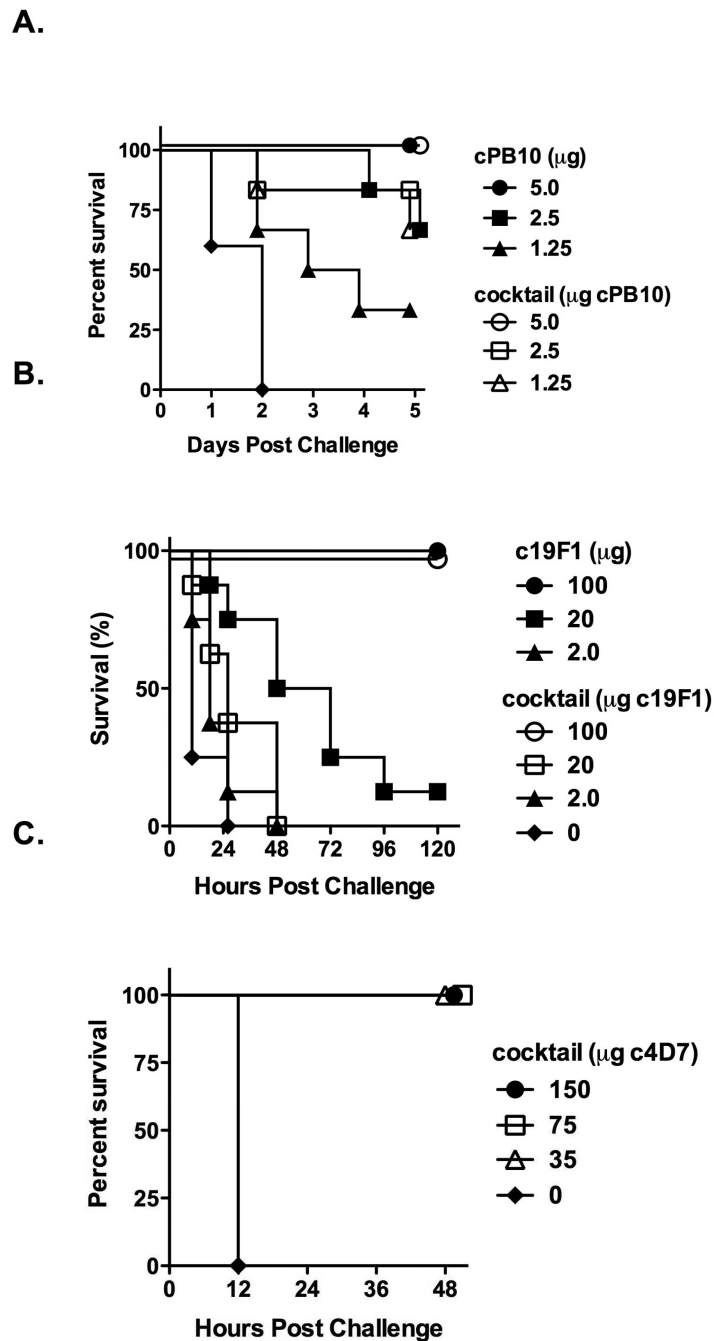 A.
Percent survival
100
75
50
25
0
0 1 2 3 4 5
Days Post Challenge
cPB10 (μg)
5.0
2.5
1.25
cocktail (μg cPB10)
5.0
2.5
1.25
B.
Survival (%)
100
50
0
0 24 48 72 96 120
Hours Post Challenge
c19F1 (μg)
100
20
2.0
cocktail (μg c19F1)
100
20
2.0
0
C.
Percent survival
100
75
50
25
0
0 12 24 36 48
Hours Post Challenge
cocktail (μg c4D7)
150
75
35
0